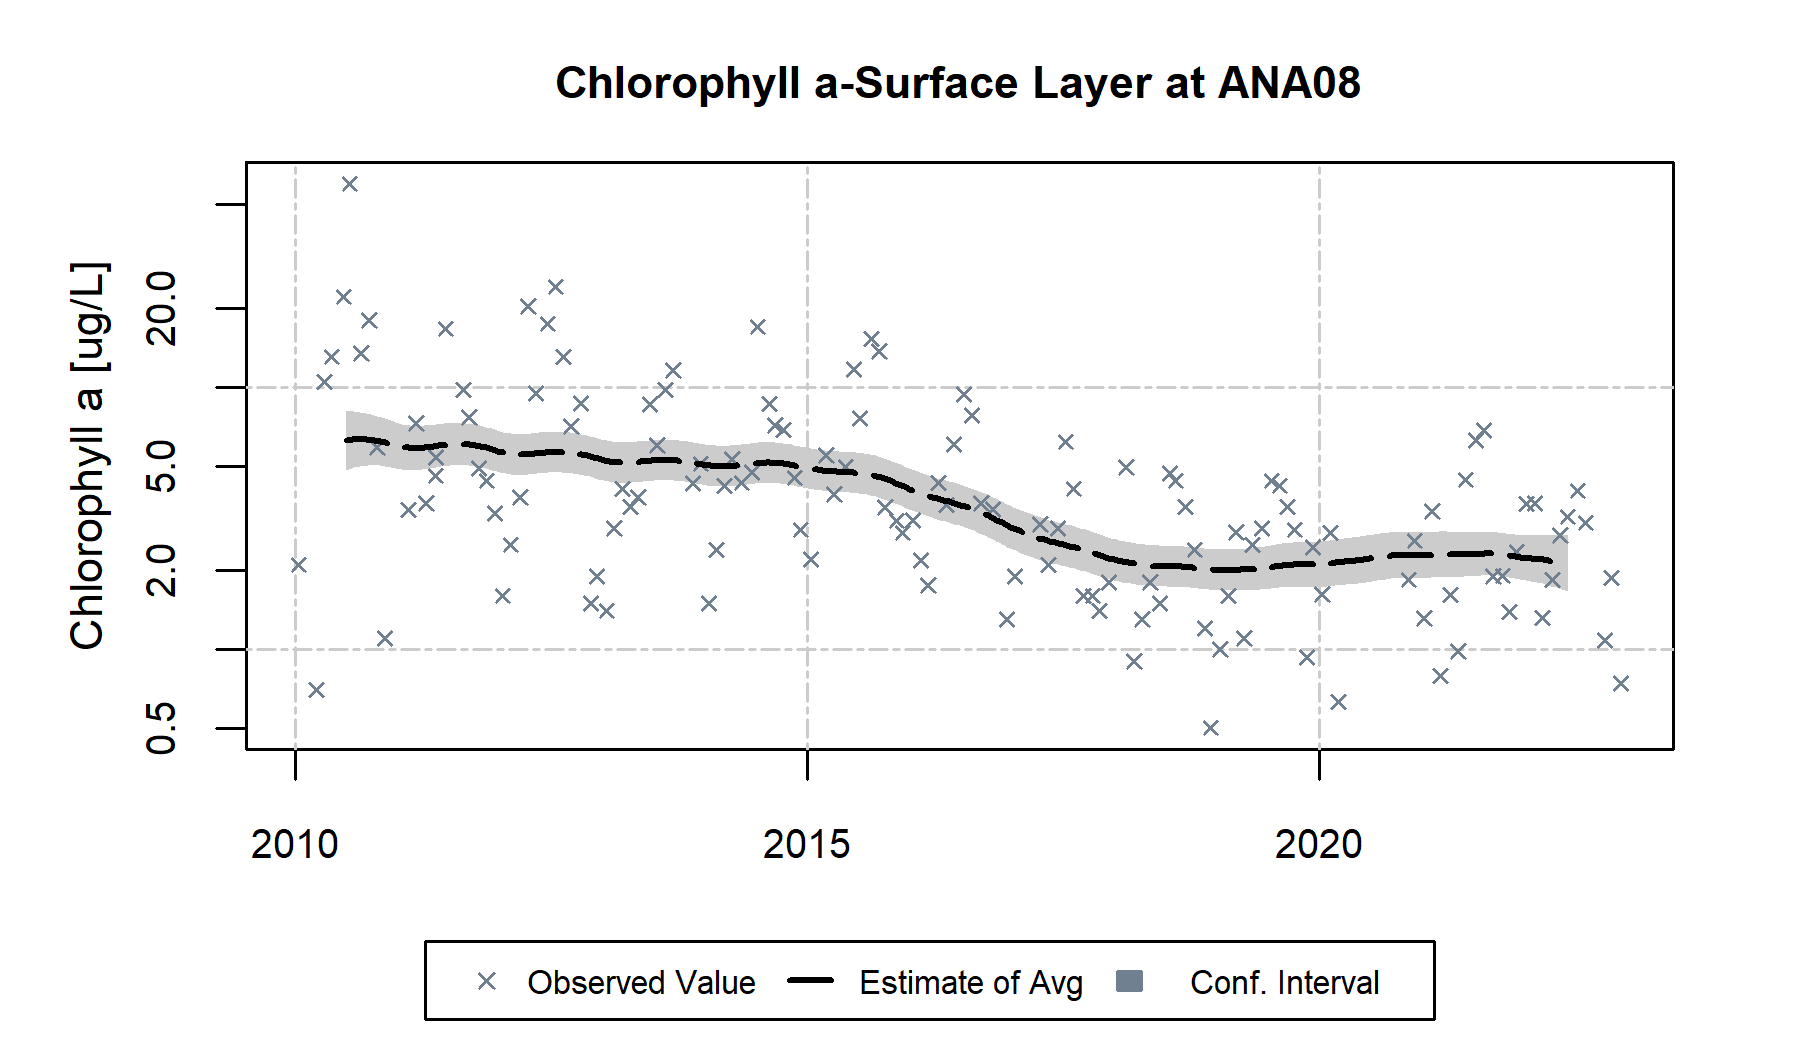 Chlorophyll a-Surface Layer at ANA08
Chlorophyll a [ug/L]
20.0
5.0
2.0
0.5
2010 2015 2020
Observed Value Estimate of Avg Conf. Interval